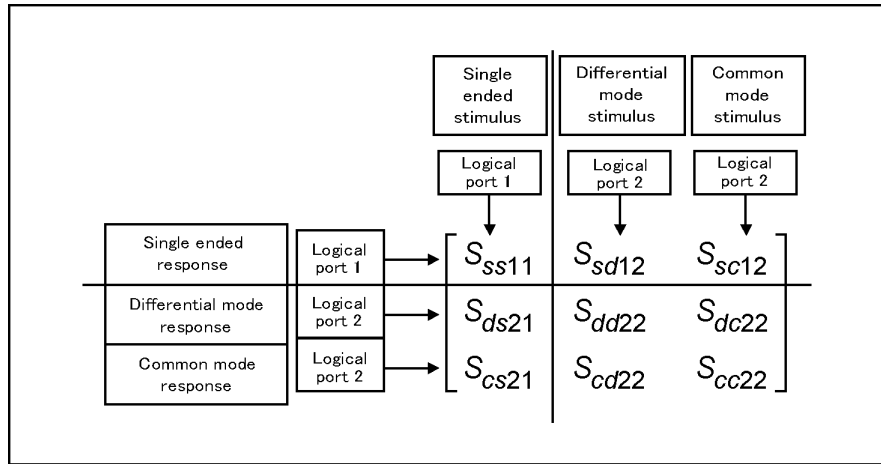 Single
ended
stimulus
Differential
mode
stimulus
Common
mode
stimulus
Logical
port 1
Logical
port 2
Logical
port 2
Single ended
response
Logical
port 1
Sss11 Ssd12 Ssc12
Differential mode
response
Logical
port 2
Sds21 Sdd22 Sdc22
Common mode
response
Logical
port 2
Scs21 Scd22 Scc22